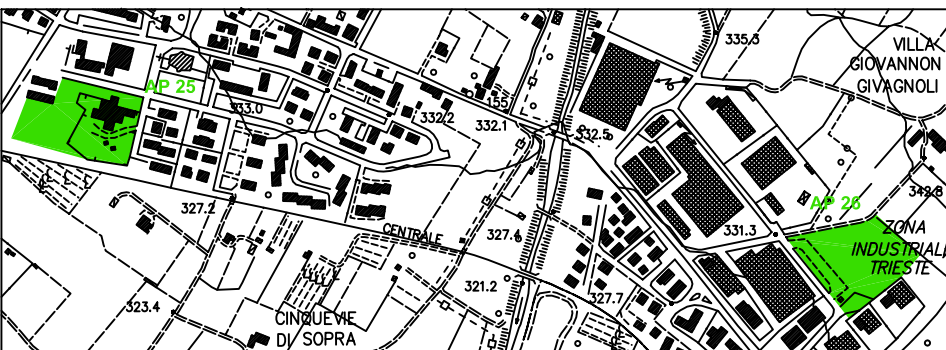 335.3
VILLA
GIOVANNON
GIVAGNOLI
AP 25
333.0
155
332.2
332.1
332.5
342.8
AP 26
327.2
331.3
ZONA
INDUSTRIALE
TRIESTE
CENTRALE
327.4
321.2
327.7
323.4
CINQUEVIE
DI SOPRA